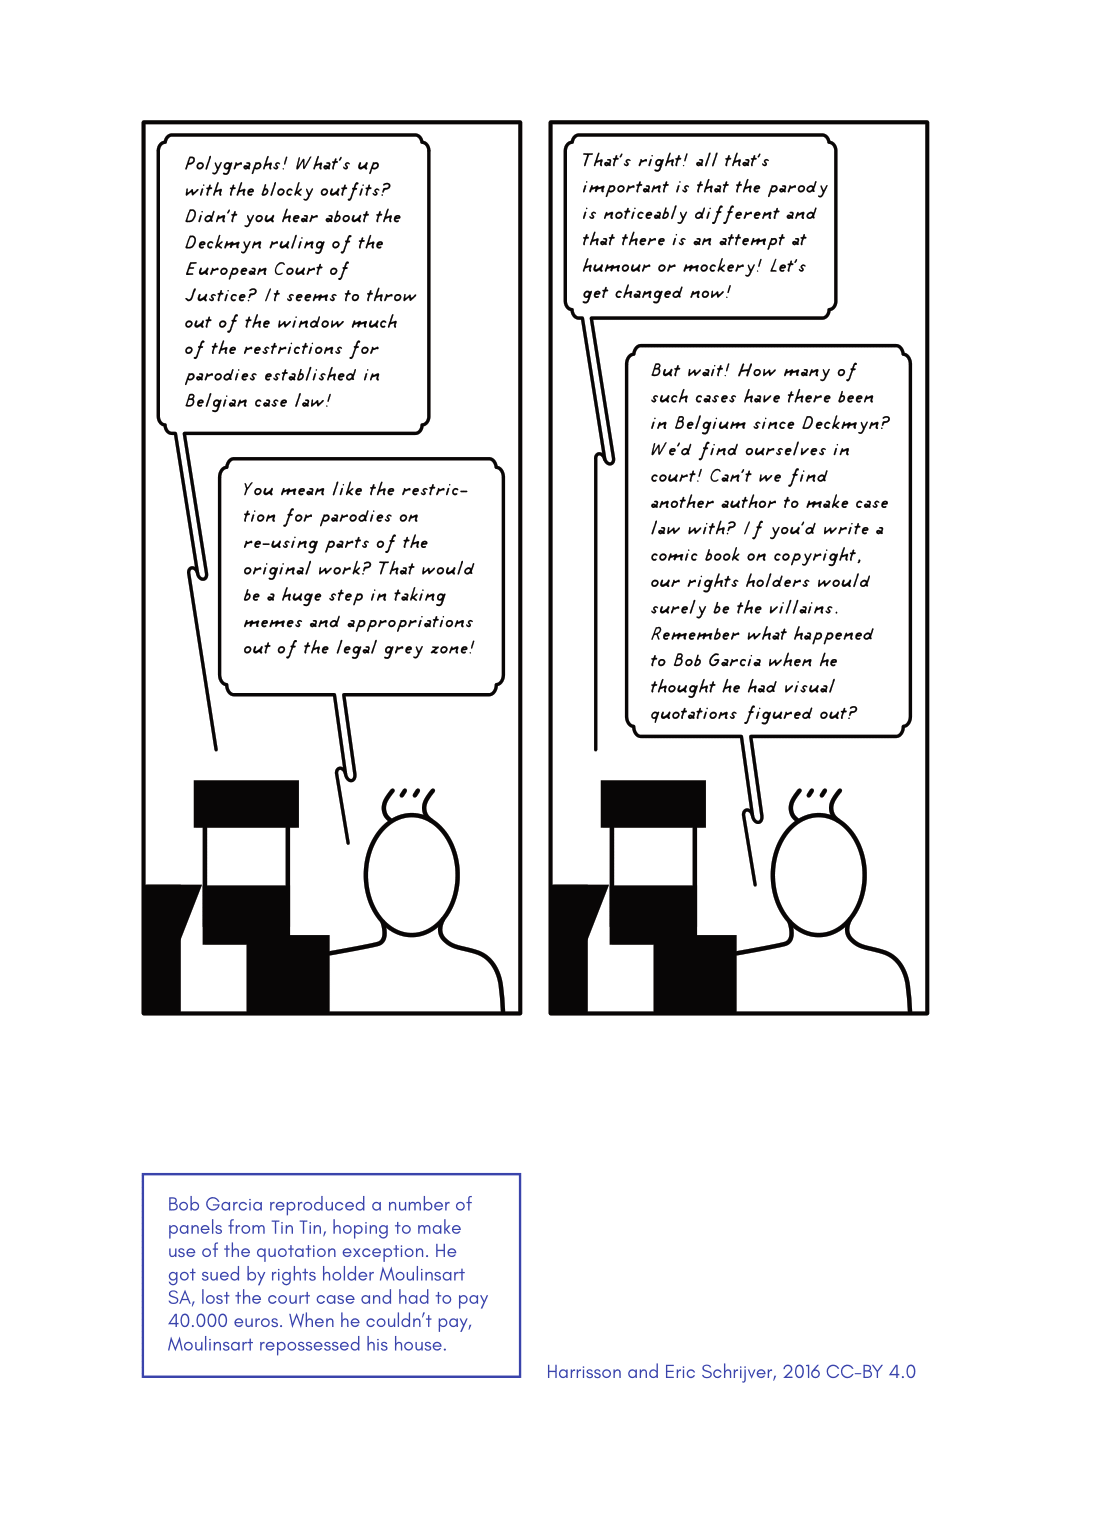 Polygraphs! What's up
with the blocky outfits?
Didn't you hear about the
Deckmyn ruling of the
European Court of
Justice? It seems to throw
out of the window much
of the restrictions for
parodies established in
Belgian case law!
You mean like the restric-
tion for parodies on
re-using parts of the
original work? That would
be a huge step in taking
memes and appropriations
out of the legal grey zone!
That's right! all that's
important is that the parody
is noticeably different and
that there is an attempt at
humour or mockery! Let's
get changed now!
But wait! How many of
such cases have there been
in Belgium since Deckmyn?
We'd find ourselves in
court! Can't we find
another author to make case
law with? If you'd write a
comic book on copyright,
our rights holders would
surely be the villains.
Remember what happened
to Bob Garcia when he
thought he had visual
quotations figured out?
Bob Garcia reproduced a number of
panels from Tin Tin, hoping to make
use of the quotation exception. He
got sued by rights holder Moulinsart
SA, lost the court case and had to pay
40.000 euros. When he couldn't pay,
Moulinsart repossessed his house.
Harrisson and Eric Schrijver, 2016 CC-BY 4.0